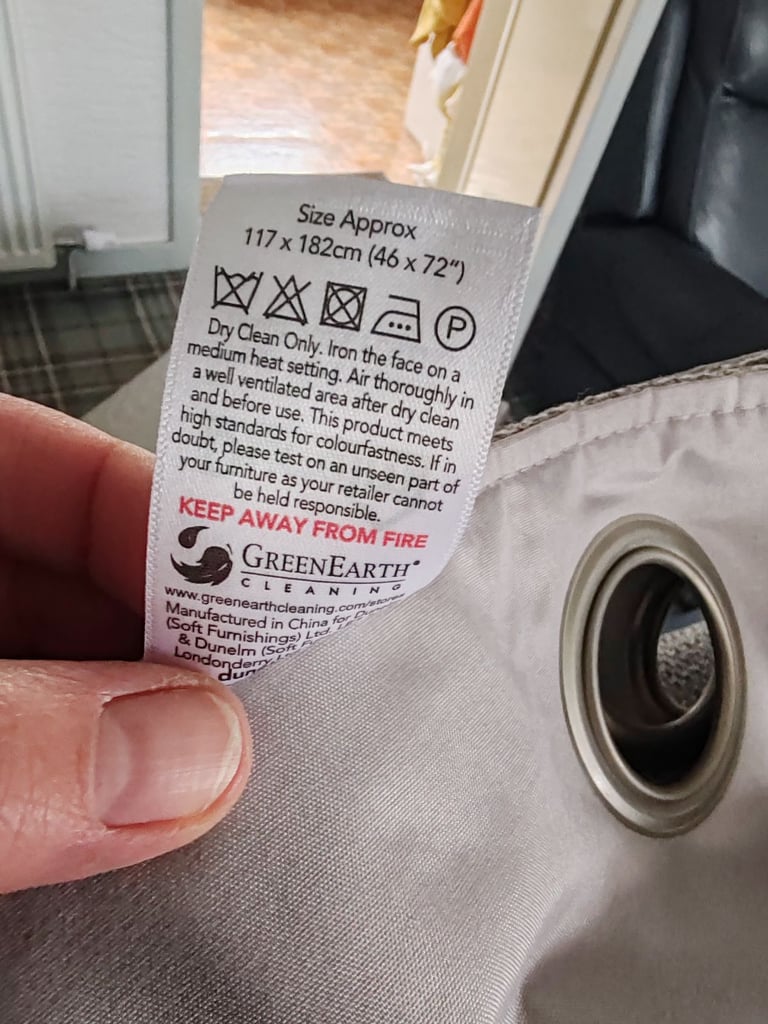 Size Approx
117 x 182cm (46 x 72")
P
Dry Clean Only. Iron the face on a
medium heat setting. Air thoroughly in
a well ventilated area after dry clean
and before use. This product meets
high standards for colourfastness. If in
doubt, please test on an unseen part of
your furniture as your retailer cannot
be held responsible.
KEEP AWAY FROM FIRE
GREENEARTH
CLEANING
www.greenearthcleaning.com/stores
Manufactured in China for
(Soft Furnishings) Ltd.
& Dunelm (Soft
Londonderry